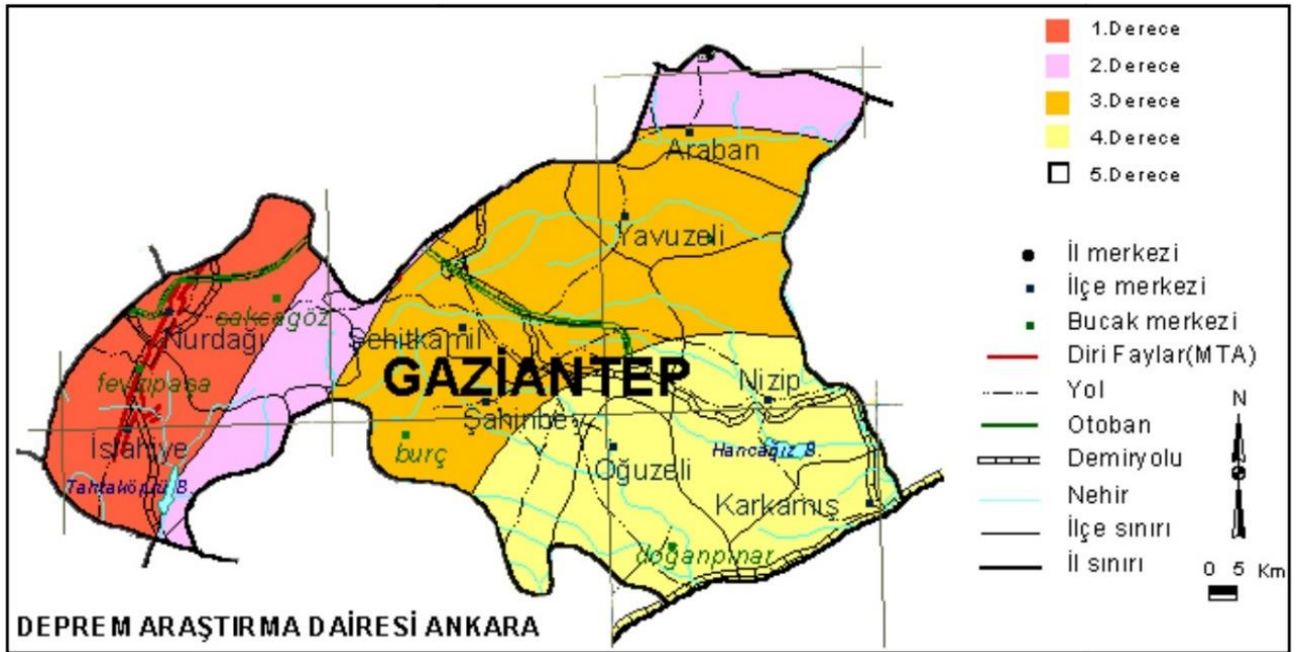 1.Derece
2.Derece
3.Derece
4.Derece
5.Derece
İl merkezi
İlçe merkezi
Bucak merkezi
Diri Faylar(MTA)
Yol
Otoban
Demiryolu
Nehir
İlçe sınırı
İl sınırı
N
0 5 Km
Araban
Yavuzeli
sakcagöz
Nurdağı
Şehitkamil
GAZİANTEP
fevzipasa
Nizip
Şahinbey
burç
İslahiye
Oğuzeli
Hancağız B.
Tahtaköprü B.
Karkamış
doğanpınar
DEPREM ARAŞTIRMA DAİRESİ ANKARA